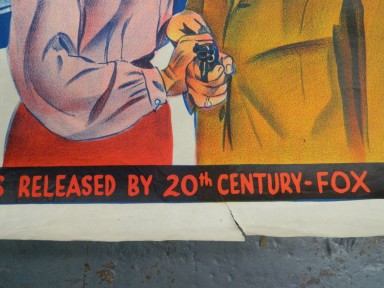 S RELEASED BY 20th CENTURY-FOX